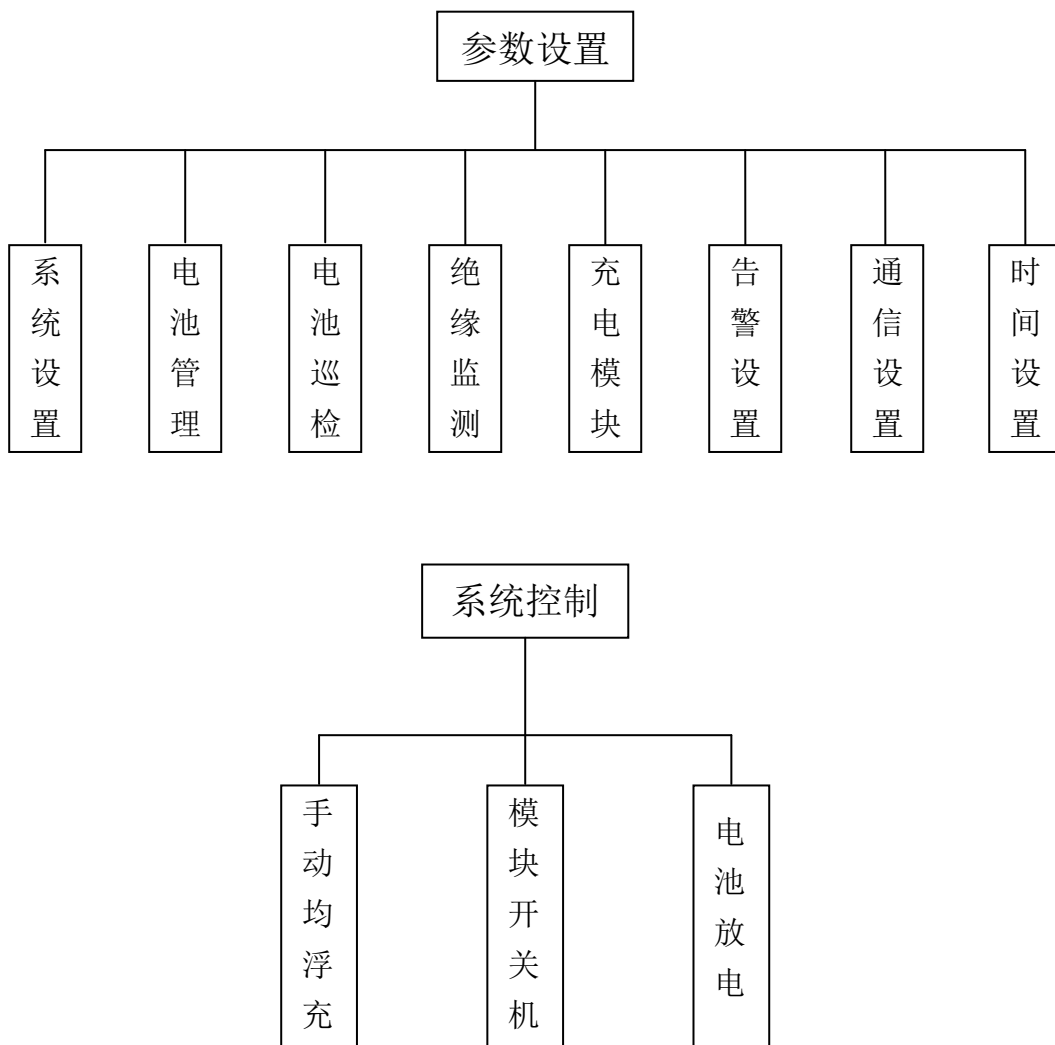 参数设置
系统设置
电池管理
电池巡检
绝缘监测
充电模块
告警设置
通信设置
时间设置
系统控制
手动均浮充
模块开关机
电池放电